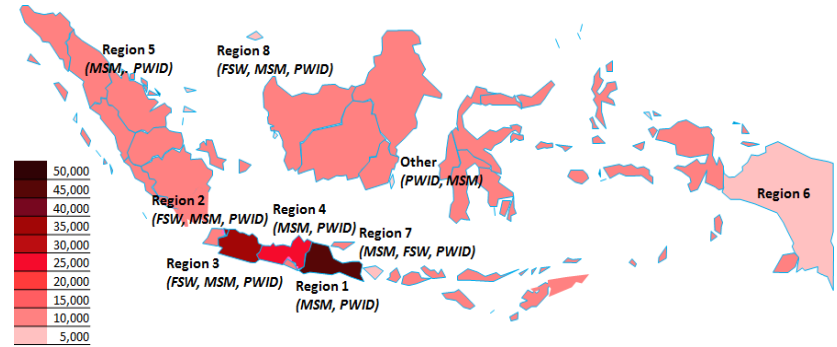 Region 5
(MSM,. PWID)
Region 8
(FSW, MSM, PWID)
Other
(PWID, MSM)
Region 6
Region 2
(FSW, MSM, PWID)
Region 4
(MSM, PWID)
Region 7
(MSM, FSW, PWID)
Region 3
(FSW, MSM, PWID)
Region 1
(MSM, PWID)
50,000
45,000
40,000
35,000
30,000
25,000
20,000
15,000
10,000
5,000